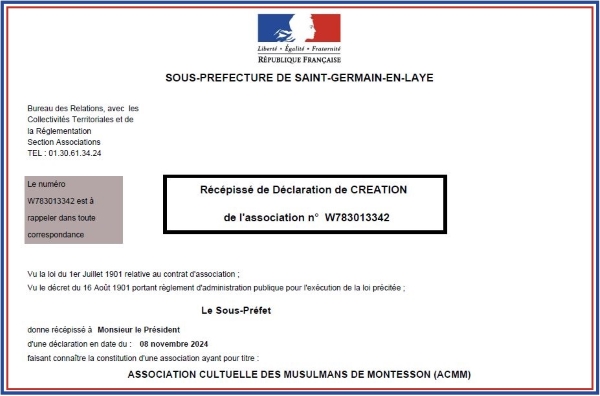 Liberté • Égalité • Fraternité
RÉPUBLIQUE FRANÇAISE
SOUS-PREFECTURE DE SAINT-GERMAIN-EN-LAYE
Bureau des Relations, avec les
Collectivités Territoriales et de
la Réglementation
Section Associations
TEL : 01.30.61.34.24
Le numéro
W783013342 est à
rappeler dans toute
correspondance
Récépissé de Déclaration de CREATION
de l'association n° W783013342
Vu la loi du 1er Juillet 1901 relative au contrat d'association ;
Vu le décret du 16 Août 1901 portant règlement d'administration publique pour l'exécution de la loi précitée ;
Le Sous-Préfet
donne récépissé à Monsieur le Président
d'une déclaration en date du : 08 novembre 2024
faisant connaître la constitution d'une association ayant pour titre :
ASSOCIATION CULTUELLE DES MUSULMANS DE MONTESSON (ACMM)